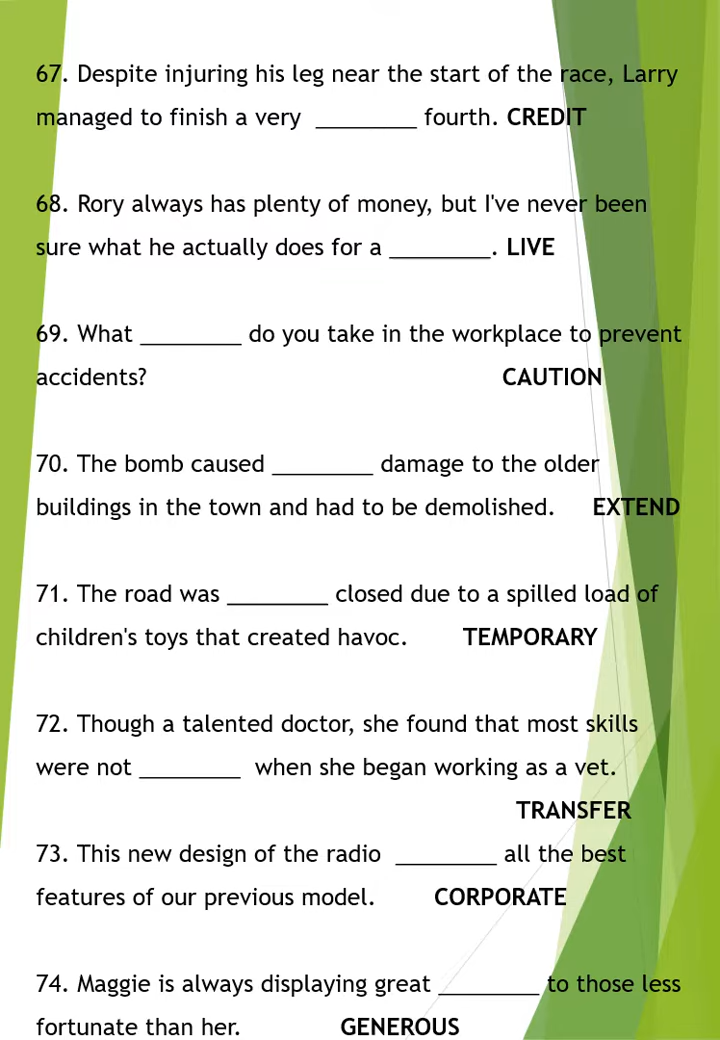 67. Despite injuring his leg near the start of the race, Larry
managed to finish a very ________ fourth. CREDIT
68. Rory always has plenty of money, but I've never been
sure what he actually does for a ________. LIVE
69. What ________ do you take in the workplace to prevent
accidents? CAUTION
70. The bomb caused ________ damage to the older
buildings in the town and had to be demolished. EXTEND
71. The road was ________ closed due to a spilled load of
children's toys that created havoc. TEMPORARY
72. Though a talented doctor, she found that most skills
were not ________ when she began working as a vet.
TRANSFER
73. This new design of the radio ________ all the best
features of our previous model. CORPORATE
74. Maggie is always displaying great ________ to those less
fortunate than her. GENEROUS